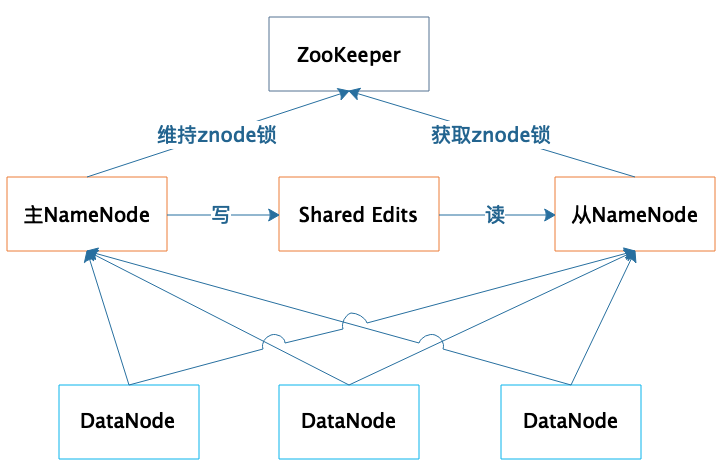 ZooKeeper
维持znode锁
获取znode锁
主NameNode
写
Shared Edits
读
从NameNode
DataNode
DataNode
DataNode